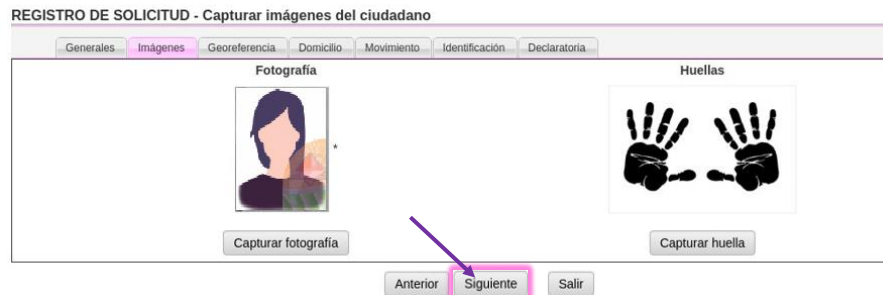 REGISTRO DE SOLICITUD - Capturar imágenes del ciudadano
Generales Imágenes Georeferencia Domicilio Movimiento Identificación Declaratoria
Fotografía Huellas
*
Capturar fotografía Capturar huella
Anterior Siguiente Salir